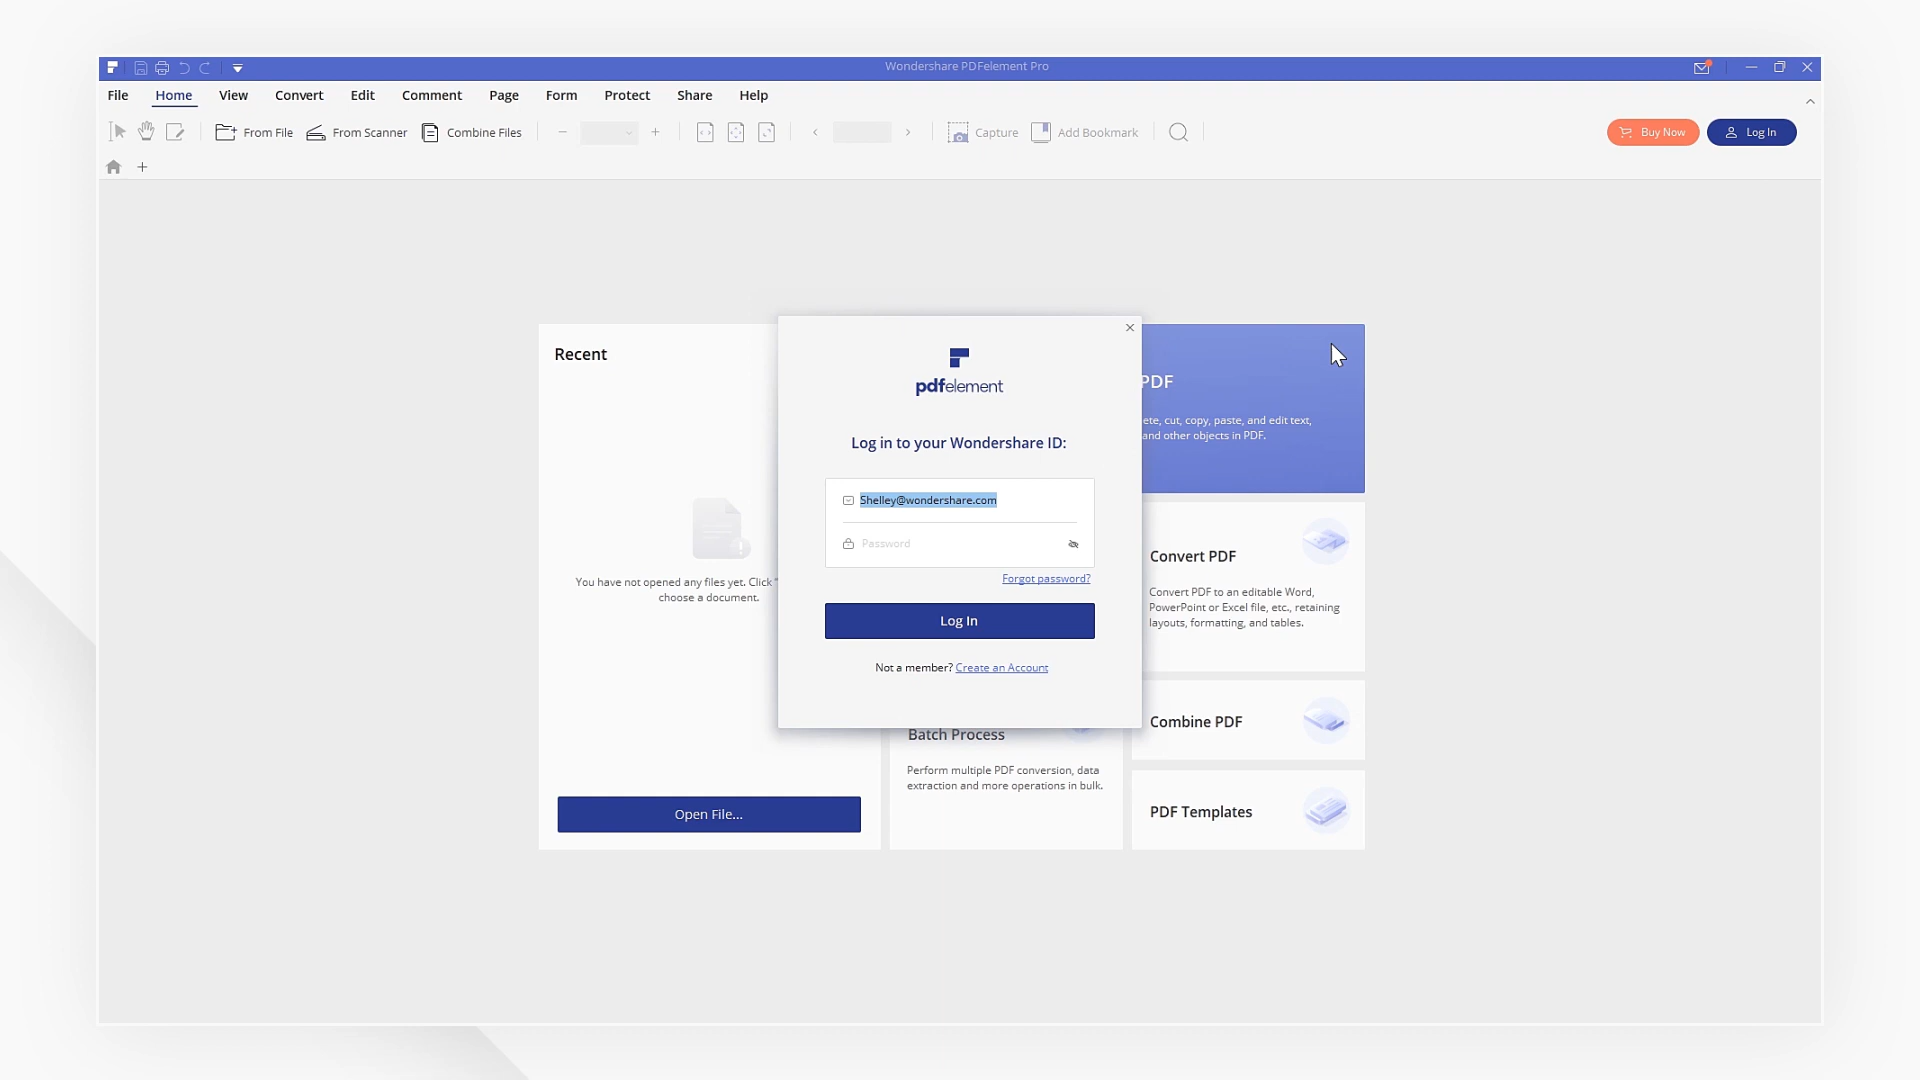 Wondershare PDFelement Pro
File Home View Convert Edit Comment Page Form Protect Share Help
From File From Scanner Combine Files Capture Add Bookmark Buy Now Log In
Recent
You have not opened any files yet. Click "
choose a document.
Open File...
pdfelement
Log in to your Wondershare ID:
Shelley@wondershare.com
Password
Forgot password?
Log In
Not a member? Create an Account
PDF
ete, cut, copy, paste, and edit text,
and other objects in PDF.
Convert PDF
Convert PDF to an editable Word,
PowerPoint or Excel file, etc., retaining
layouts, formatting, and tables.
Batch Process
Perform multiple PDF conversion, data
extraction and more operations in bulk.
Combine PDF
PDF Templates